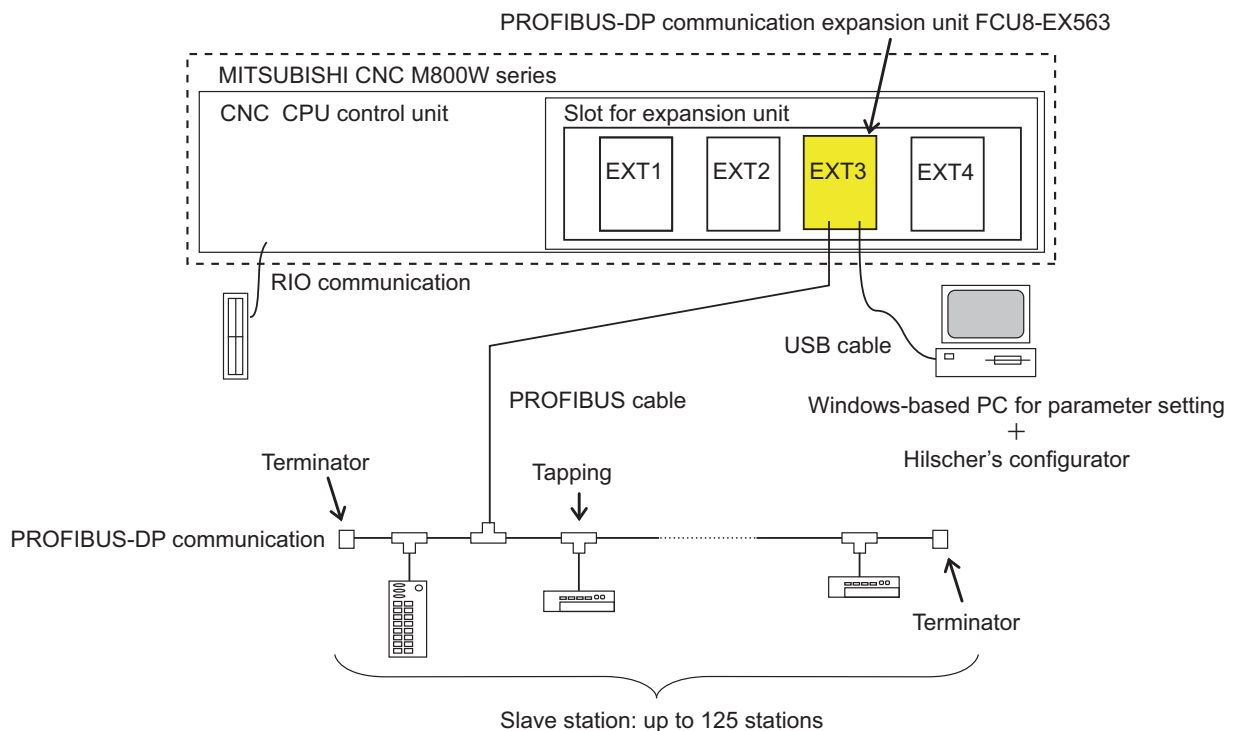 PROFIBUS-DP communication expansion unit FCU8-EX563
MITSUBISHI CNC M800W series
CNC CPU control unit
Slot for expansion unit
EXT1
EXT2
EXT3
EXT4
RIO communication
USB cable
PROFIBUS cable
Windows-based PC for parameter setting
+
Hilscher's configurator
Terminator
Tapping
PROFIBUS-DP communication
Terminator
Slave station: up to 125 stations